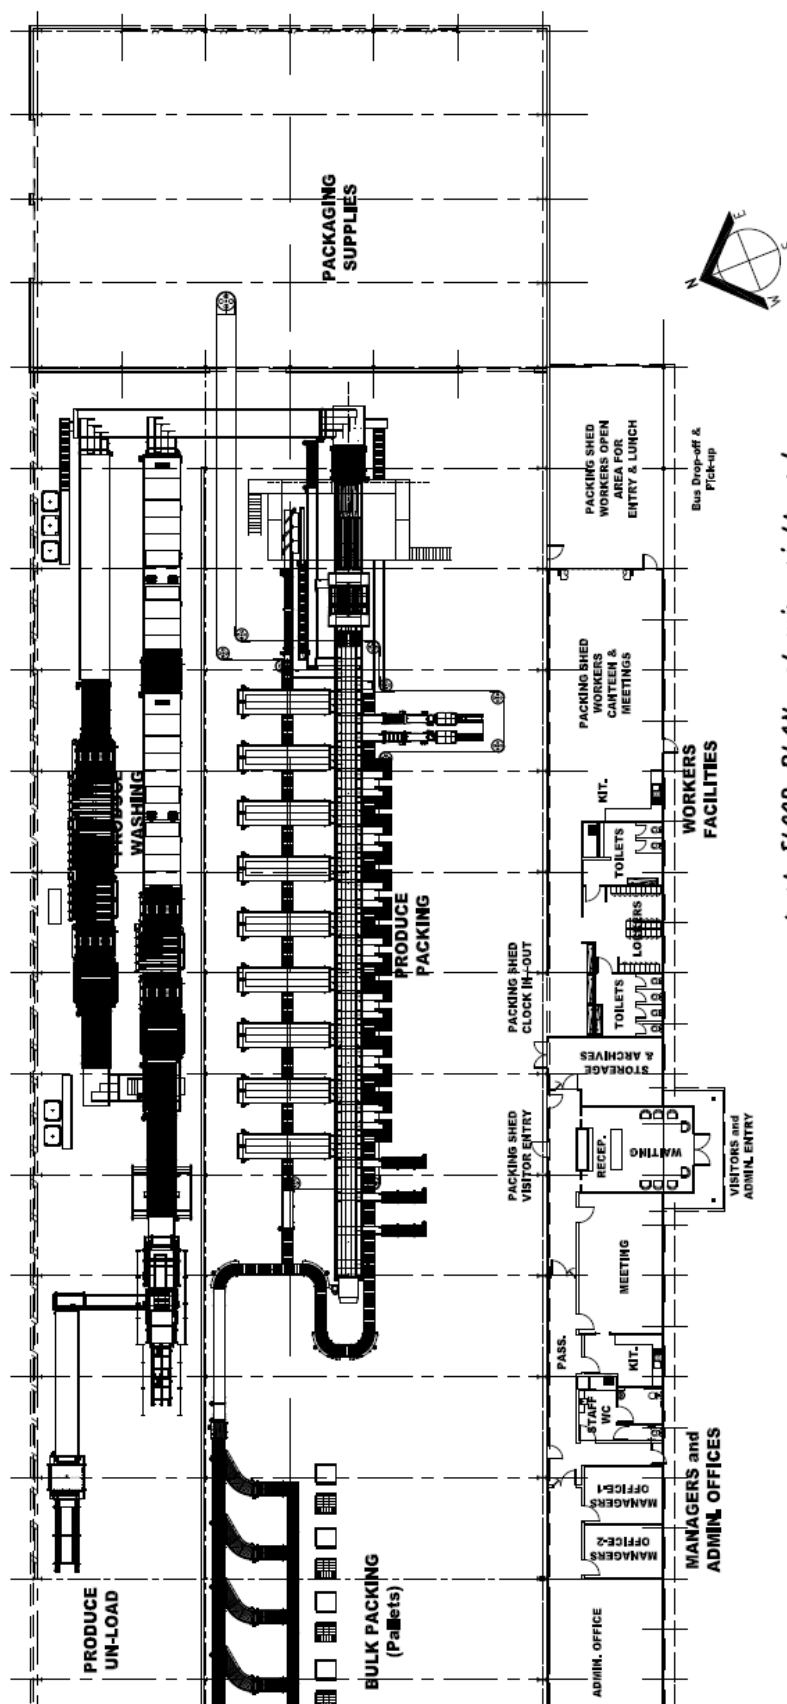 PACKAGING
SUPPLIES
E
N
W
PACKING SHED
WORKERS OPEN
AREA FOR
ENTRY & LUNCH
Bus Drop-off &
Pick-up
PACKING SHED
WORKERS
CANTEEN &
MEETINGS
PRODUCE
WASHING
KIT.
WORKERS
FACILITIES
TOILETS
LOCKERS
PRODUCE
PACKING
PACKING SHED
CLOCK IN / OUT
TOILETS
STOREAGE
& ARCHIVES
PACKING SHED
VISITOR ENTRY
RECEP.
WAITING
VISITORS and
ADMIN. ENTRY
MEETING
PASS.
KIT.
STAFF
WC
MANAGERS
OFFICE-1
MANAGERS and
ADMIN. OFFICES
MANAGERS
OFFICE-2
PRODUCE
UN-LOAD
BULK PACKING
(Pallets)
ADMIN. OFFICE
FLOOR PLAN